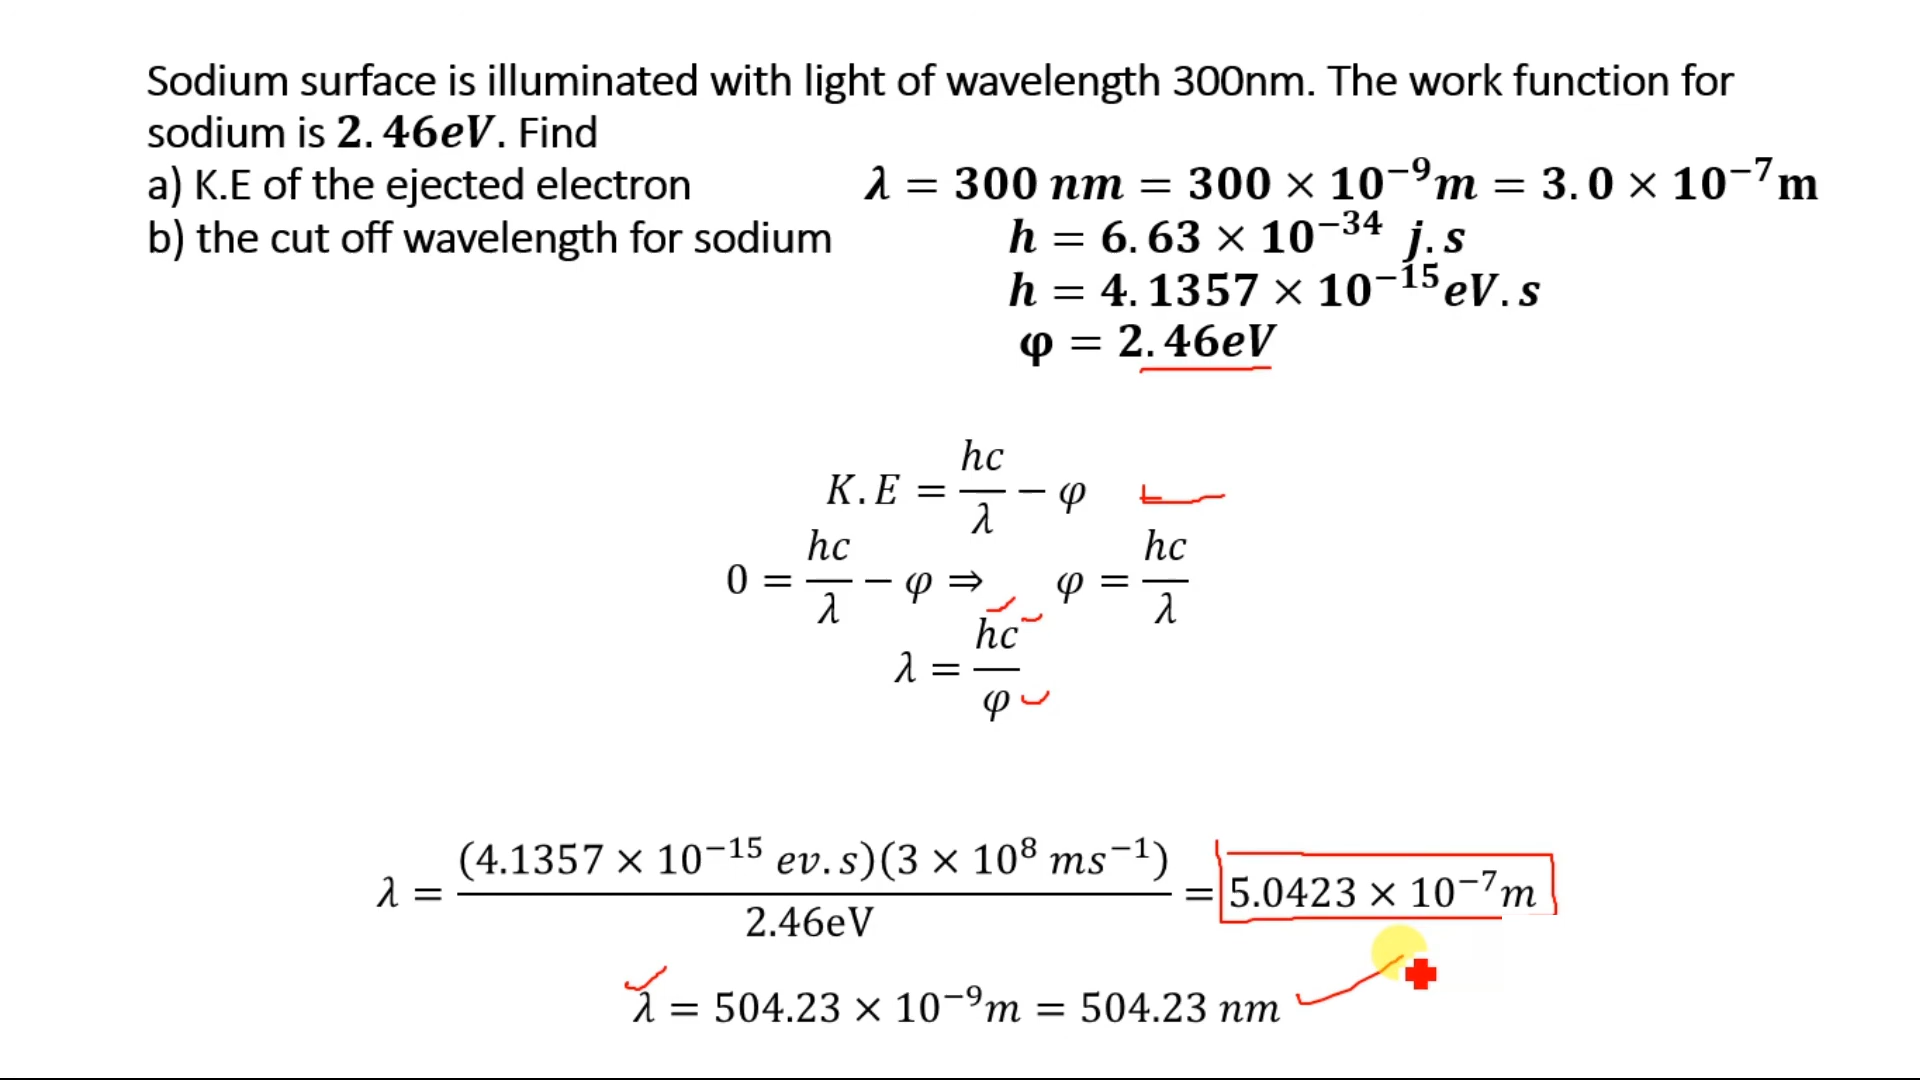 Sodium surface is illuminated with light of wavelength 300nm. The work function for
sodium is 2.46eV. Find
a) K.E of the ejected electron
λ = 300 nm = 300 × 10⁻⁹m = 3.0 × 10⁻⁷m
b) the cut off wavelength for sodium
h = 6.63 × 10⁻³⁴ j.s
h = 4.1357 × 10⁻¹⁵eV.s
φ = 2.46eV
K.E = hc/λ − φ
0 = hc/λ − φ ⇒ φ = hc/λ
λ = hc/φ
λ = (4.1357 × 10⁻¹⁵ ev.s)(3 × 10⁸ ms⁻¹)/2.46eV = 5.0423 × 10⁻⁷m
λ = 504.23 × 10⁻⁹m = 504.23 nm